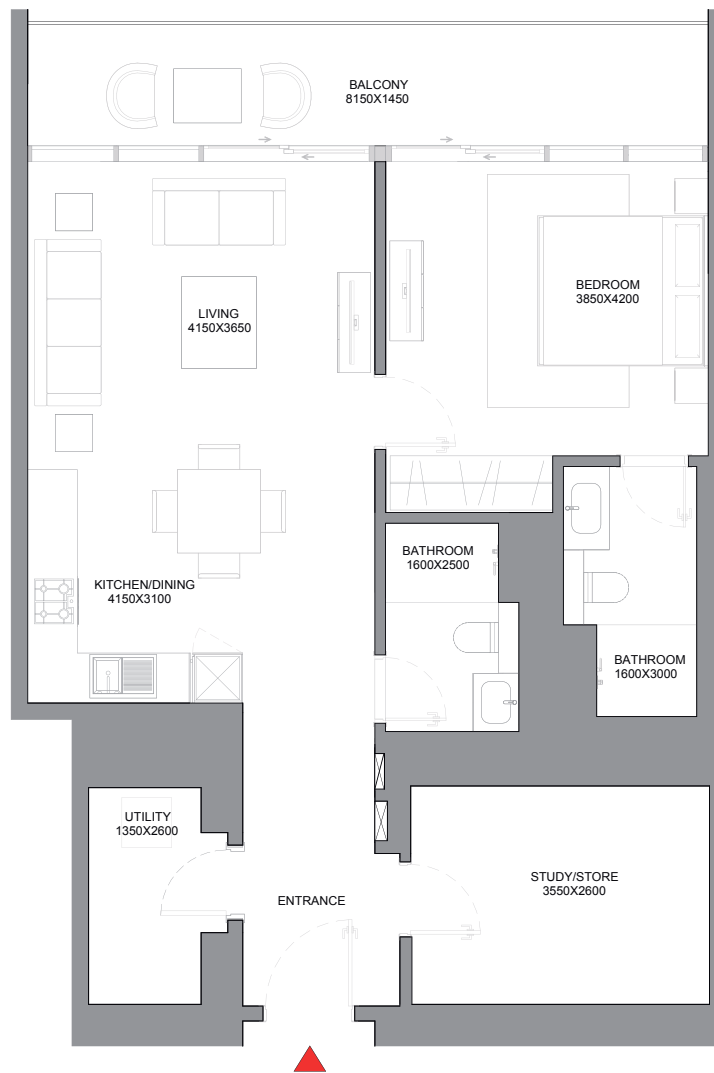 BALCONY
8150X1450
BEDROOM
3850X4200
LIVING
4150X3650
BATHROOM
1600X2500
KITCHEN/DINING
4150X3100
BATHROOM
1600X3000
UTILITY
1350X2600
STUDY/STORE
3550X2600
ENTRANCE